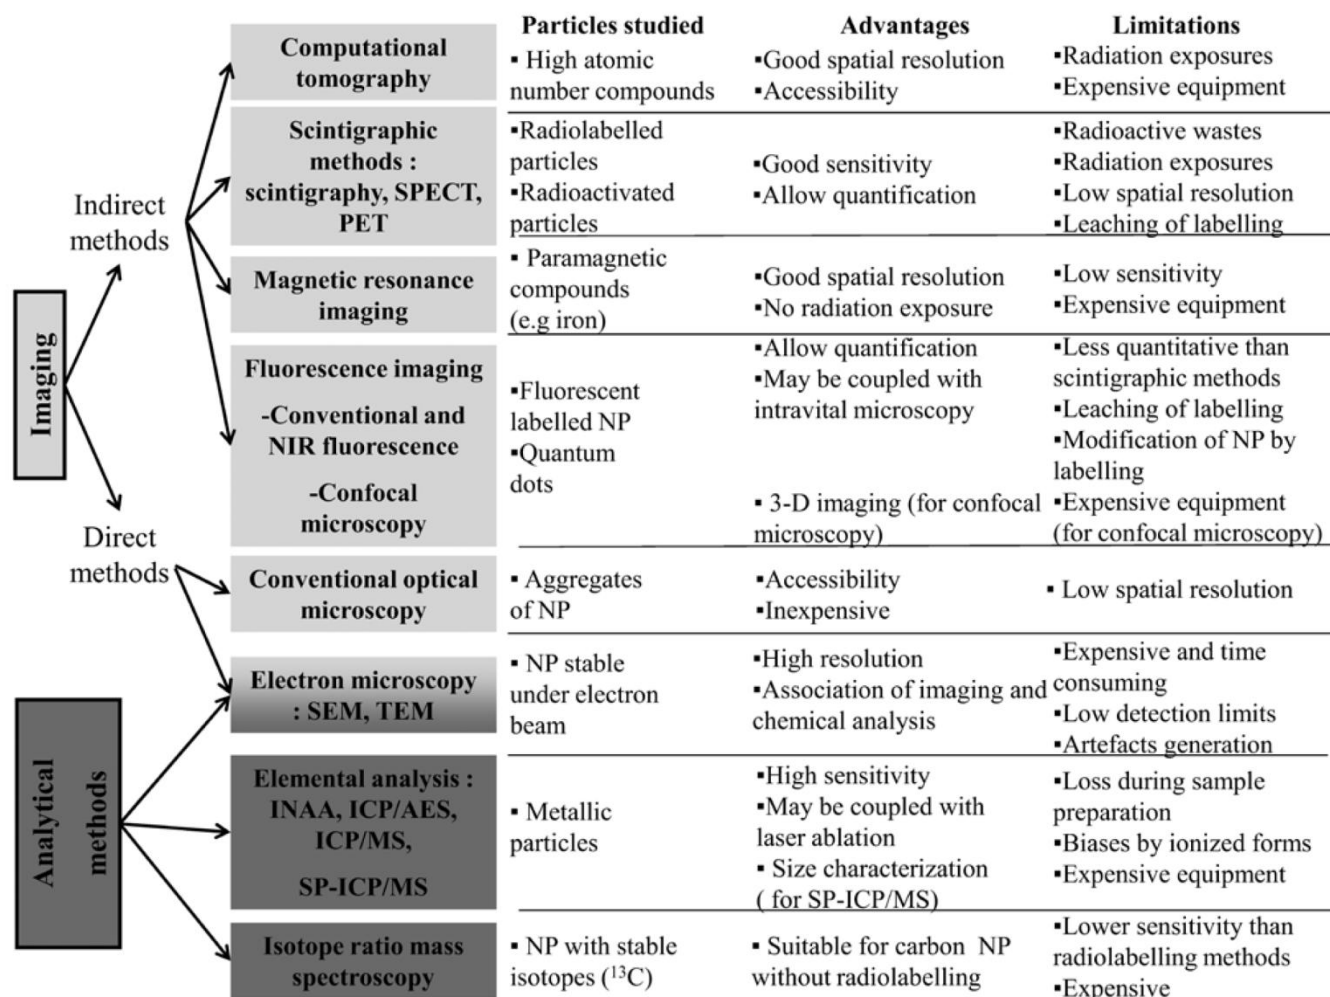 Particles studied
Advantages
Limitations
Imaging
Indirect
methods
Direct
methods
Analytical
methods
Computational
tomography
▪ High atomic
number compounds
▪Good spatial resolution
▪Accessibility
▪Radiation exposures
▪Expensive equipment
Scintigraphic
methods :
scintigraphy, SPECT,
PET
▪Radiolabelled
particles
▪Radioactivated
particles
▪Good sensitivity
▪Allow quantification
▪Radioactive wastes
▪Radiation exposures
▪Low spatial resolution
▪Leaching of labelling
Magnetic resonance
imaging
▪ Paramagnetic
compounds
(e.g iron)
▪Good spatial resolution
▪No radiation exposure
▪Low sensitivity
▪Expensive equipment
Fluorescence imaging
-Conventional and
NIR fluorescence
-Confocal
microscopy
▪Fluorescent
labelled NP
▪Quantum
dots
▪Allow quantification
▪May be coupled with
intravital microscopy
▪ 3-D imaging (for confocal
microscopy)
▪Less quantitative than
scintigraphic methods
▪Leaching of labelling
▪Modification of NP by
labelling
▪Expensive equipment
(for confocal microscopy)
Conventional optical
microscopy
▪ Aggregates
of NP
▪Accessibility
▪Inexpensive
▪ Low spatial resolution
Electron microscopy
: SEM, TEM
▪ NP stable
under electron
beam
▪High resolution
▪Association of imaging and
chemical analysis
▪Expensive and time
consuming
▪Low detection limits
▪Artefacts generation
Elemental analysis :
INAA, ICP/AES,
ICP/MS,
SP-ICP/MS
▪ Metallic
particles
▪High sensitivity
▪May be coupled with
laser ablation
▪ Size characterization
( for SP-ICP/MS)
▪Loss during sample
preparation
▪Biases by ionized forms
▪Expensive equipment
Isotope ratio mass
spectroscopy
▪ NP with stable
isotopes (¹³C)
▪ Suitable for carbon NP
without radiolabelling
▪Lower sensitivity than
radiolabelling methods
▪Expensive